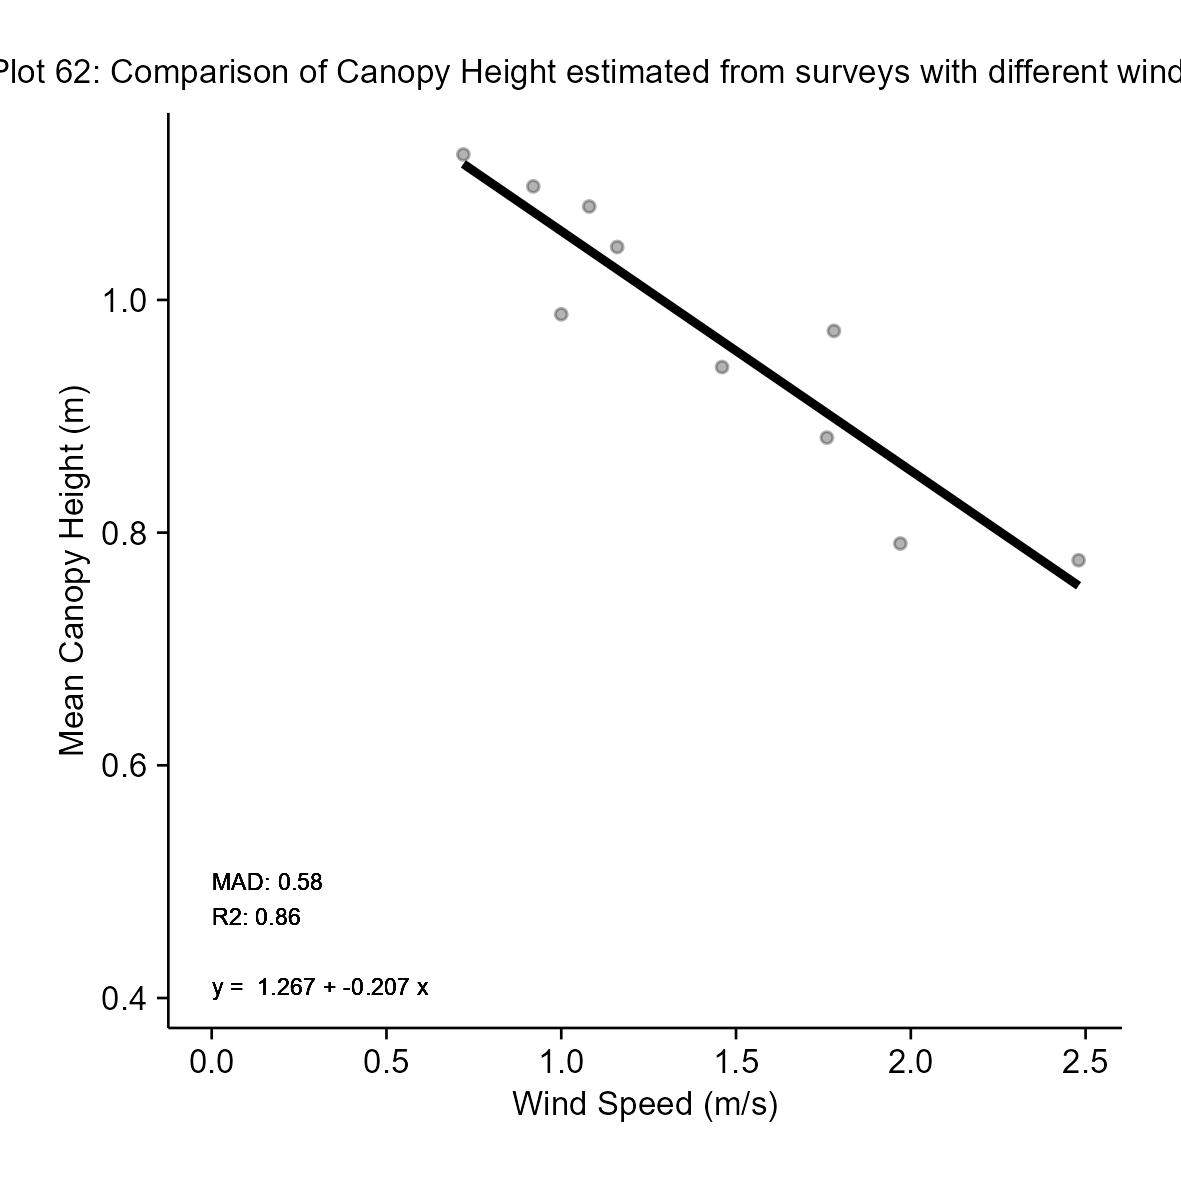 Plot 62: Comparison of Canopy Height estimated from surveys with different wind
1.0
0.8
0.6
0.4
Mean Canopy Height (m)
MAD: 0.58
R2: 0.86
y =  1.267 + -0.207 x
0.0 0.5 1.0 1.5 2.0 2.5
Wind Speed (m/s)